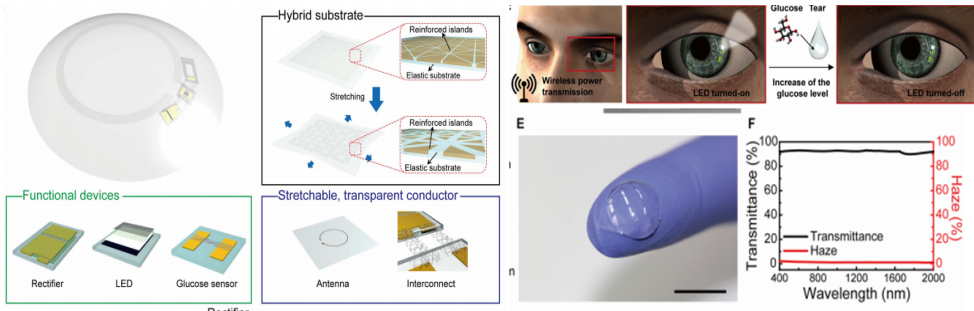 Hybrid substrate
Reinforced islands
Elastic substrate
Stretching
Reinforced islands
Elastic substrate
Functional devices
Rectifier
LED
Glucose sensor
Stretchable, transparent conductor
Antenna
Interconnect
Wireless power
transmission
LED turned-on
Glucose Tear
Increase of the
glucose level
LED turned-off
E
F
Transmittance (%)
100
80
60
40
20
0
Transmittance
Haze
100
80
60
40
20
0
Haze (%)
400 800 1200 1600 2000
Wavelength (nm)